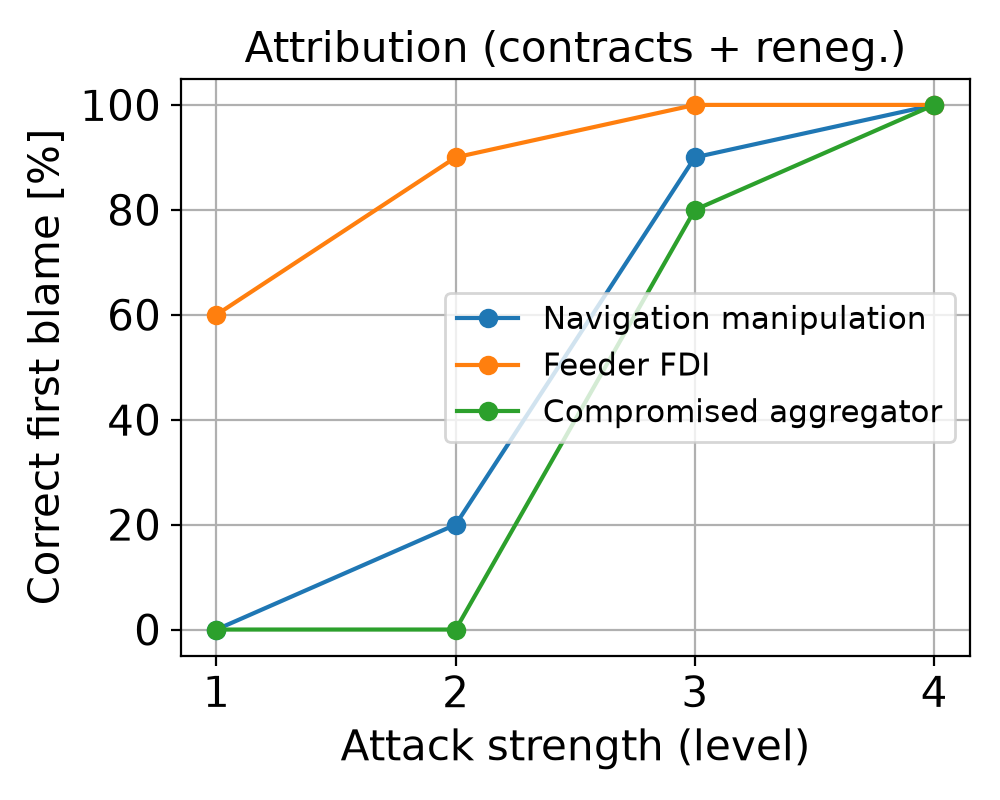 Attribution (contracts + reneg.)
Correct first blame [%]
100
80
60
40
20
0
Navigation manipulation
Feeder FDI
Compromised aggregator
1 2 3 4
Attack strength (level)